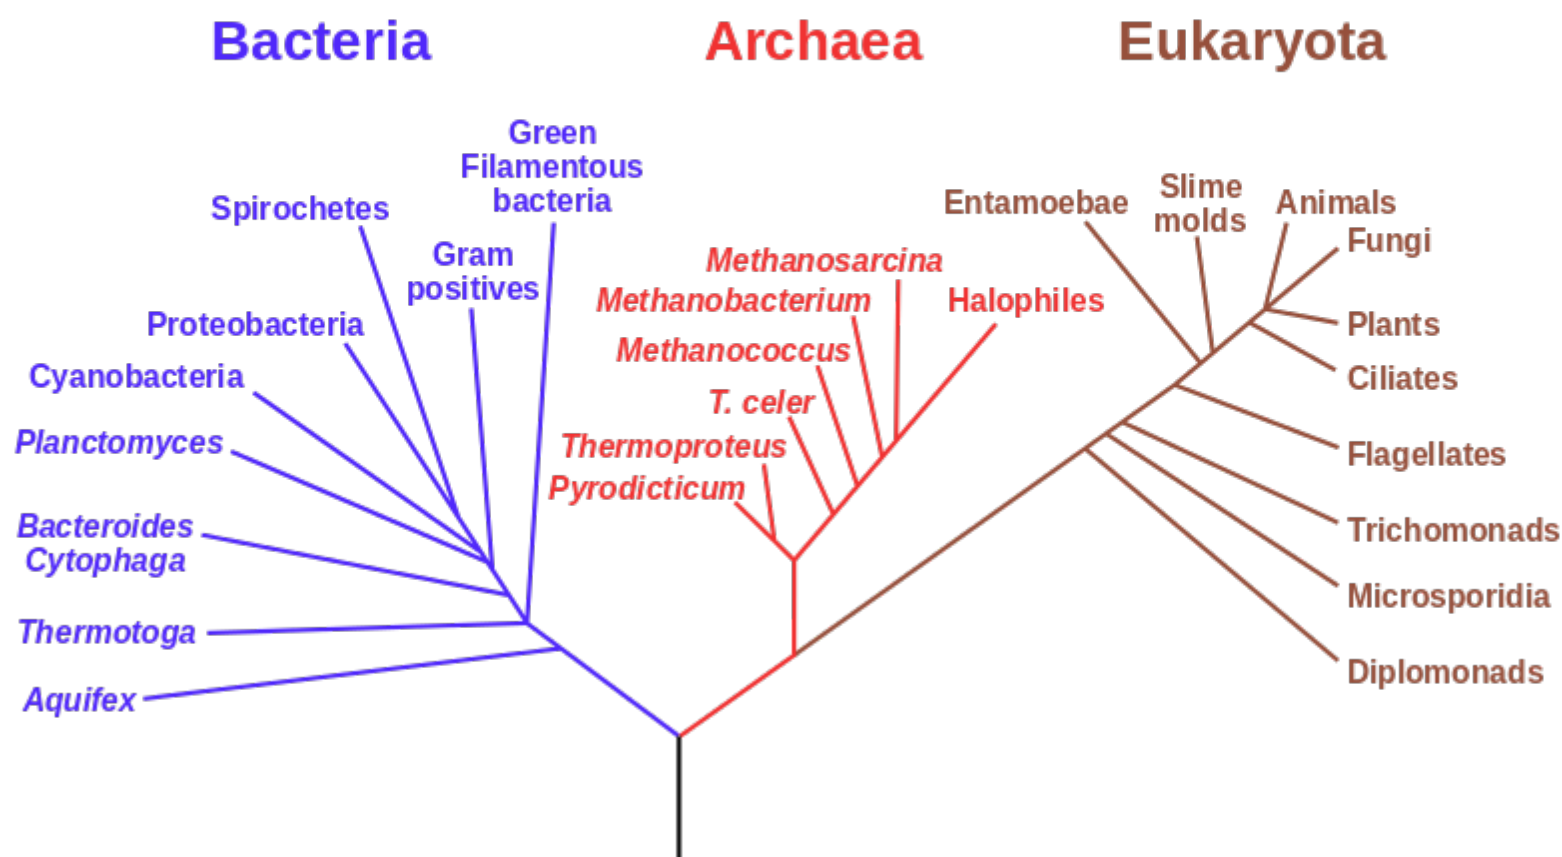 Bacteria
Archaea
Eukaryota
Green
Filamentous
bacteria
Spirochetes
Gram
positives
Proteobacteria
Cyanobacteria
Planctomyces
Bacteroides
Cytophaga
Thermotoga
Aquifex
Methanosarcina
Methanobacterium
Halophiles
Methanococcus
T. celer
Thermoproteus
Pyrodicticum
Entamoebae
Slime
molds
Animals
Fungi
Plants
Ciliates
Flagellates
Trichomonads
Microsporidia
Diplomonads